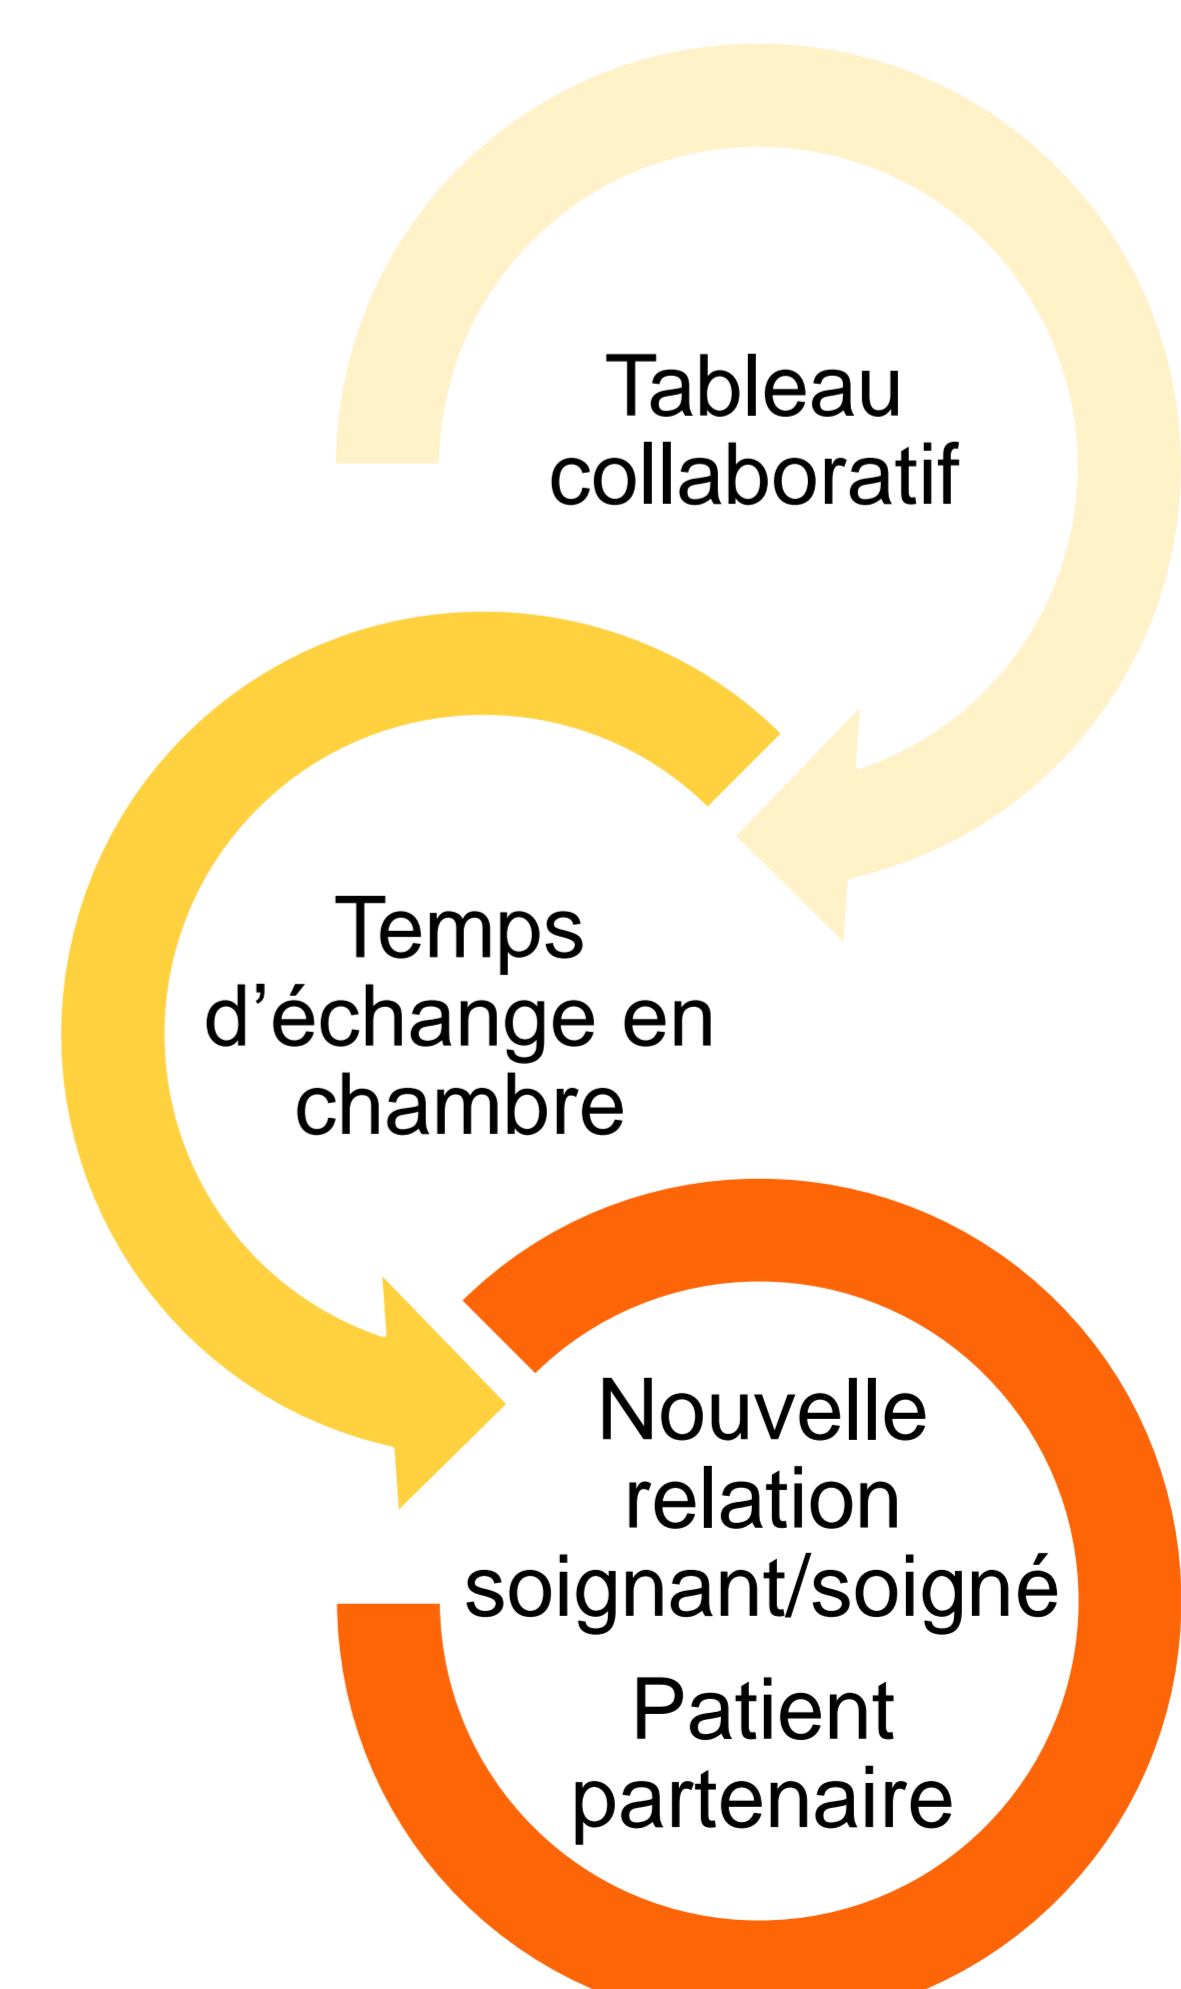 Tableau
collaboratif
Temps
d’échange en
chambre
Nouvelle
relation
soignant/soigné
Patient
partenaire